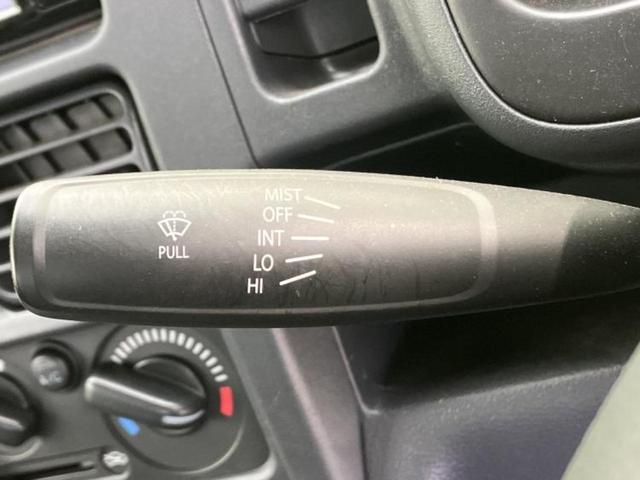 MIST
OFF
INT
LO
HI
PULL
A/C